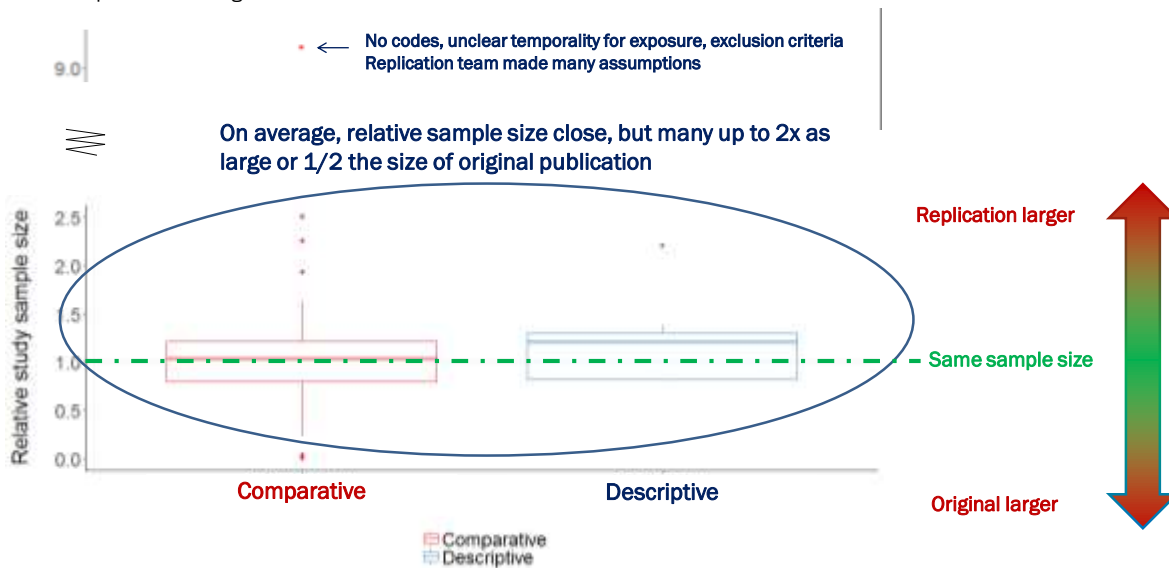 No codes, unclear temporality for exposure, exclusion criteria
Replication team made many assumptions
9.0
On average, relative sample size close, but many up to 2x as
large or 1/2 the size of original publication
Relative study sample size
2.5
2.0
1.5
1.0
0.5
0.0
Replication larger
Same sample size
Original larger
Comparative
Descriptive
Comparative
Descriptive